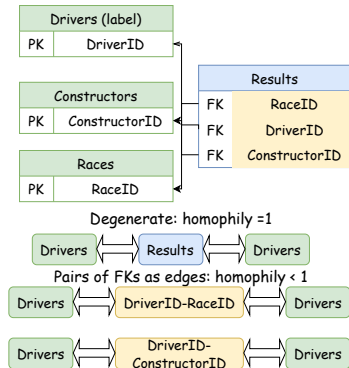 Drivers (label)
PK DriverID
Results
Constructors
FK RaceID
PK ConstructorID
FK DriverID
FK ConstructorID
Races
PK RaceID
Degenerate: homophily =1
Drivers Results Drivers
Pairs of FKs as edges: homophily < 1
Drivers DriverID-RaceID Drivers
Drivers DriverID- Drivers
ConstructorID